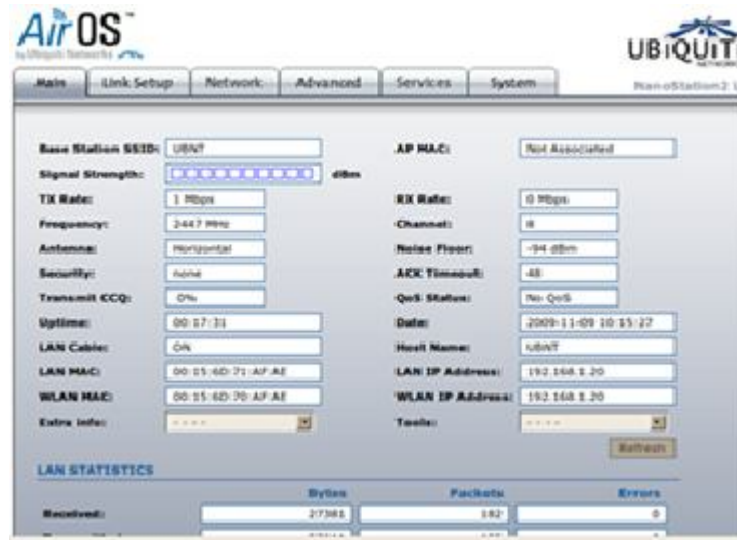 AirOS™
by Ubiquiti Networks
UBiQUiTi
NETWORKS
Main Link Setup Network Advanced Services System
NanoStation2
Base Station SSID: UBNT AP MAC: Not Associated
Signal Strength: dBm
TX Rate: 1 Mbps RX Rate: 0 Mbps
Frequency: 2447 MHz Channel: 8
Antenna: Horizontal Noise Floor: -94 dBm
Security: none ACK Timeout: 48
Transmit CCQ: 0% QoS Status: No QoS
Uptime: 00:17:31 Date: 2009-11-09 10:15:27
LAN Cable: ON Host Name: UBNT
LAN MAC: 00:15:6D:71:AF:AE LAN IP Address: 192.168.1.20
WLAN MAC: 00:15:6D:70:AF:AE WLAN IP Address: 192.168.1.20
Extra info: - - - - Tools: - - - -
Refresh
LAN STATISTICS
Bytes Packets Errors
Received: 27381 182 0